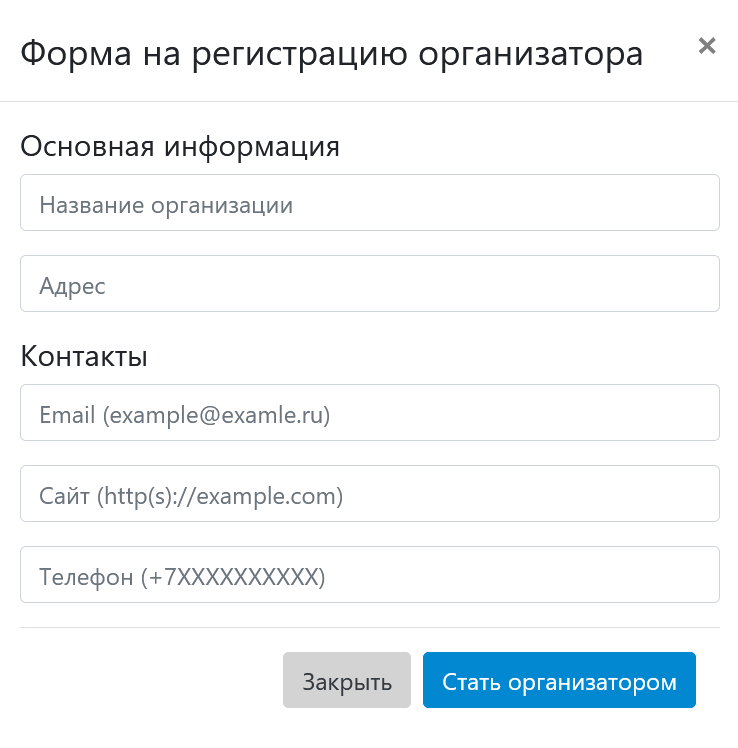 Форма на регистрацию организатора
×
Основная информация
Название организации
Адрес
Контакты
Email (example@examle.ru)
Сайт (http(s)://example.com)
Телефон (+7XXXXXXXXXX)
Закрыть
Стать организатором